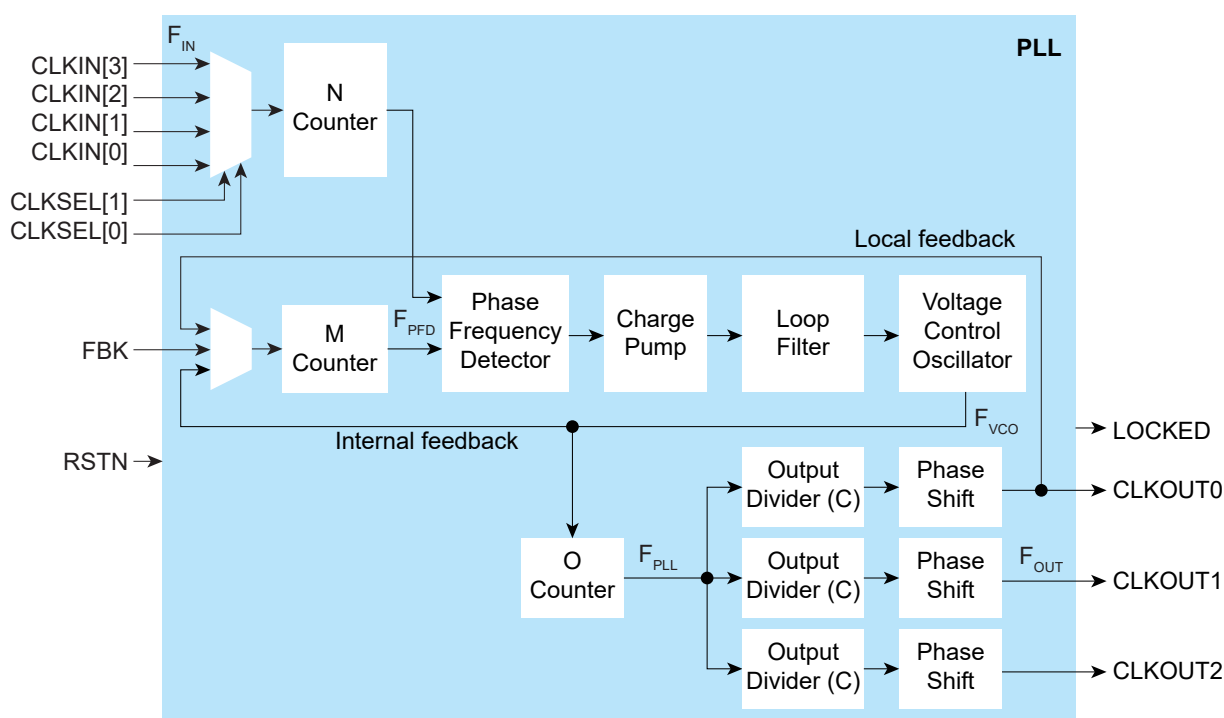 PLL
F_IN
CLKIN[3]
CLKIN[2]
CLKIN[1]
CLKIN[0]
CLKSEL[1]
CLKSEL[0]
N
Counter
Local feedback
FBK
M
Counter
F_PFD
Phase
Frequency
Detector
Charge
Pump
Loop
Filter
Voltage
Control
Oscillator
Internal feedback
F_VCO
LOCKED
RSTN
Output
Divider (C)
Phase
Shift
CLKOUT0
O
Counter
F_PLL
Output
Divider (C)
Phase
Shift
F_OUT
CLKOUT1
Output
Divider (C)
Phase
Shift
CLKOUT2